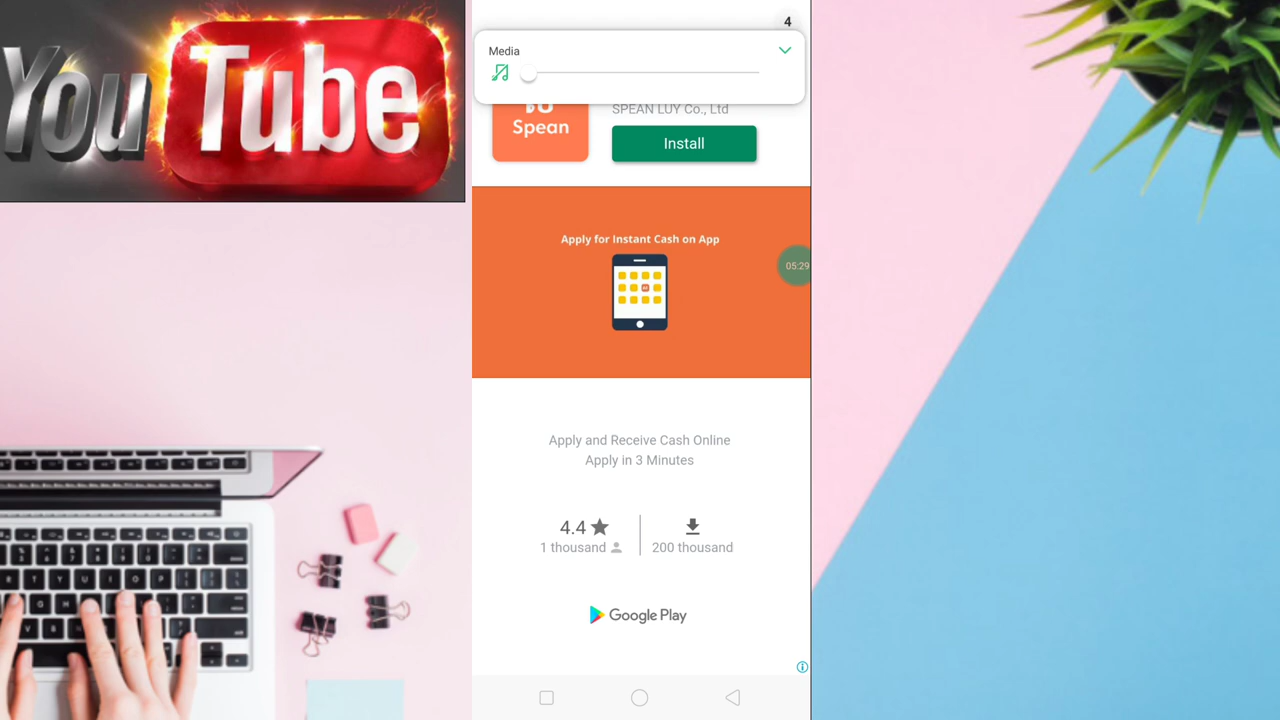 YouTube
4
Media
Spean
SPEAN LUY Co., Ltd
Install
Apply for Instant Cash on App
05:29
Apply and Receive Cash Online
Apply in 3 Minutes
4.4
1 thousand
200 thousand
Google Play